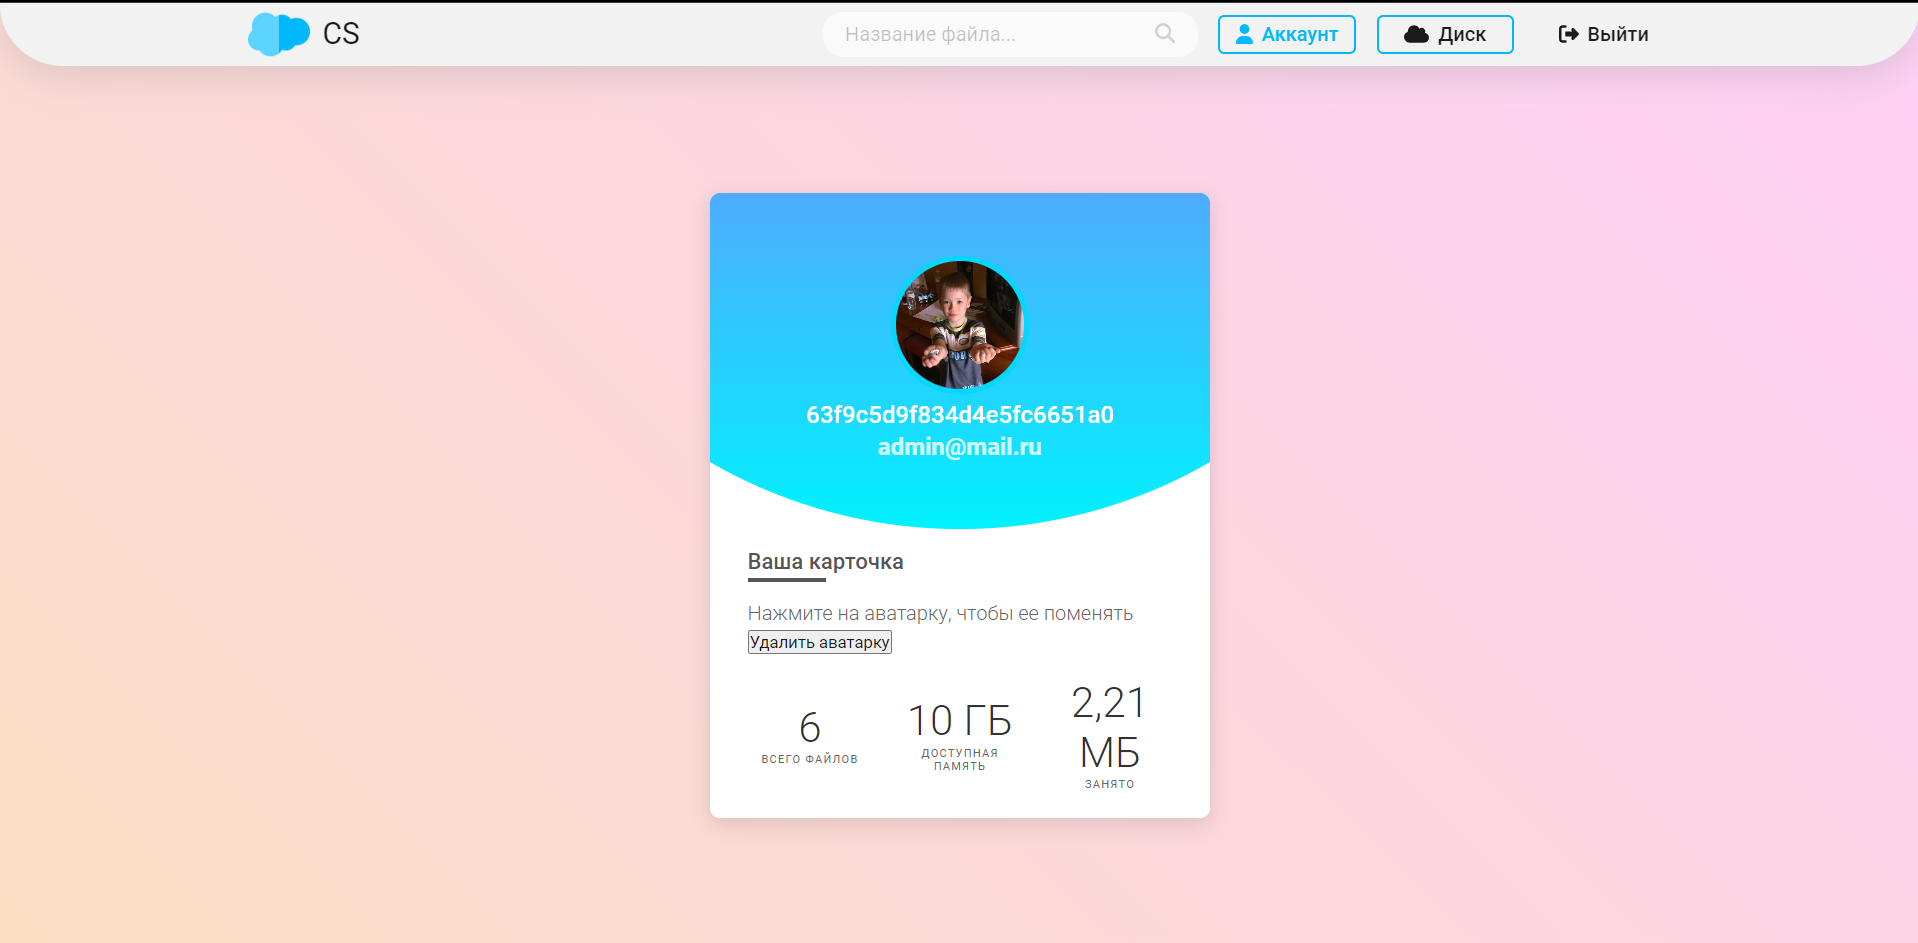 CS
Название файла...
Аккаунт
Диск
Выйти
63f9c5d9f834d4e5fc6651a0
admin@mail.ru
Ваша карточка
Нажмите на аватарку, чтобы ее поменять
Удалить аватарку
6
ВСЕГО ФАЙЛОВ
10 ГБ
ДОСТУПНАЯ
ПАМЯТЬ
2,21
МБ
ЗАНЯТО